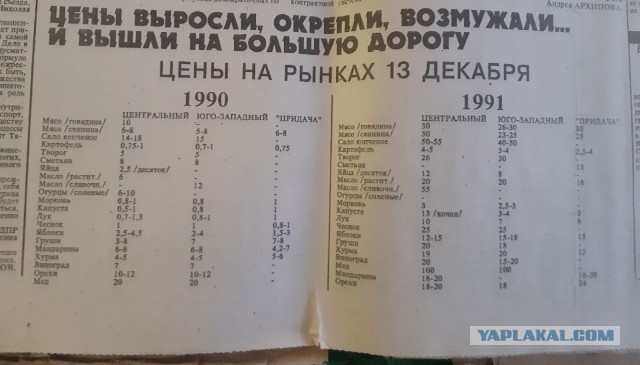 съезда,
Николая
Андрея АРХИПОВА.
ЦЕНЫ ВЫРОСЛИ, ОКРЕПЛИ, ВОЗМУЖАЛИ...
И ВЫШЛИ НА БОЛЬШУЮ ДОРОГУ
ЦЕНЫ НА РЫНКАХ 13 ДЕКАБРЯ
1990
ЦЕНТРАЛЬНЫЙ ЮГО-ЗАПАДНЫЙ "ПРИДАЧА"
Мясо /говядина/ 10 - -
Мясо /свинина/ 6-8 5-8 6-8
Сало копченое 14-18 15 -
Картофель 0,75-1 0,7-1 0,75
Творог 5 5 -
Сметана 8 8 -
Яйца 2,5 /десяток/ - -
Масло /растит./ 6 - -
Масло /сливочн./ - 12 -
Огурцы /соленые/ 6-10 - -
Морковь 0,8-1 0,8 1
Капуста 0,5-1 0,8 1
Лук 0,7-1,3 0,8-1 1
Чеснок 1 - 0,8-1
Яблоки 2,5-4,5 2-4 1,5-3
Груши 3-8 7 7-8
Мандарины 6-8 6-8 4,2-7
Хурма 4-5 4-5 5-6
Виноград 7 7 -
Орехи 10-12 10-12 -
Мед 20 20 -
1991
ЦЕНТРАЛЬНЫЙ ЮГО-ЗАПАДНЫЙ "ПРИДАЧА"
Мясо /говядина/ 30 26-30 30
Мясо /свинина/ 30 23-25 25
Сало копченое 50-55 40-50
Картофель 4-5 3-4 2,5-4
Творог 26 30
Сметана - - 13
Яйца /десяток/ 12 8
Масло /растит./ 20 20 16
Масло /сливочн./ 55 -
Огурцы /соленые/ - -
Морковь 3 2,5-3
Капуста 13 /кочан/ 3-4
Лук 10 7
Чеснок 25 25
Яблоки 12-15 15-18
Груши 20 18
Хурма 19 20
Виноград 20 15-20
Мед 100 100
Мандарины 16-20 - 16-20
Орехи 18-20 18 24
YAPLAKAL.COM